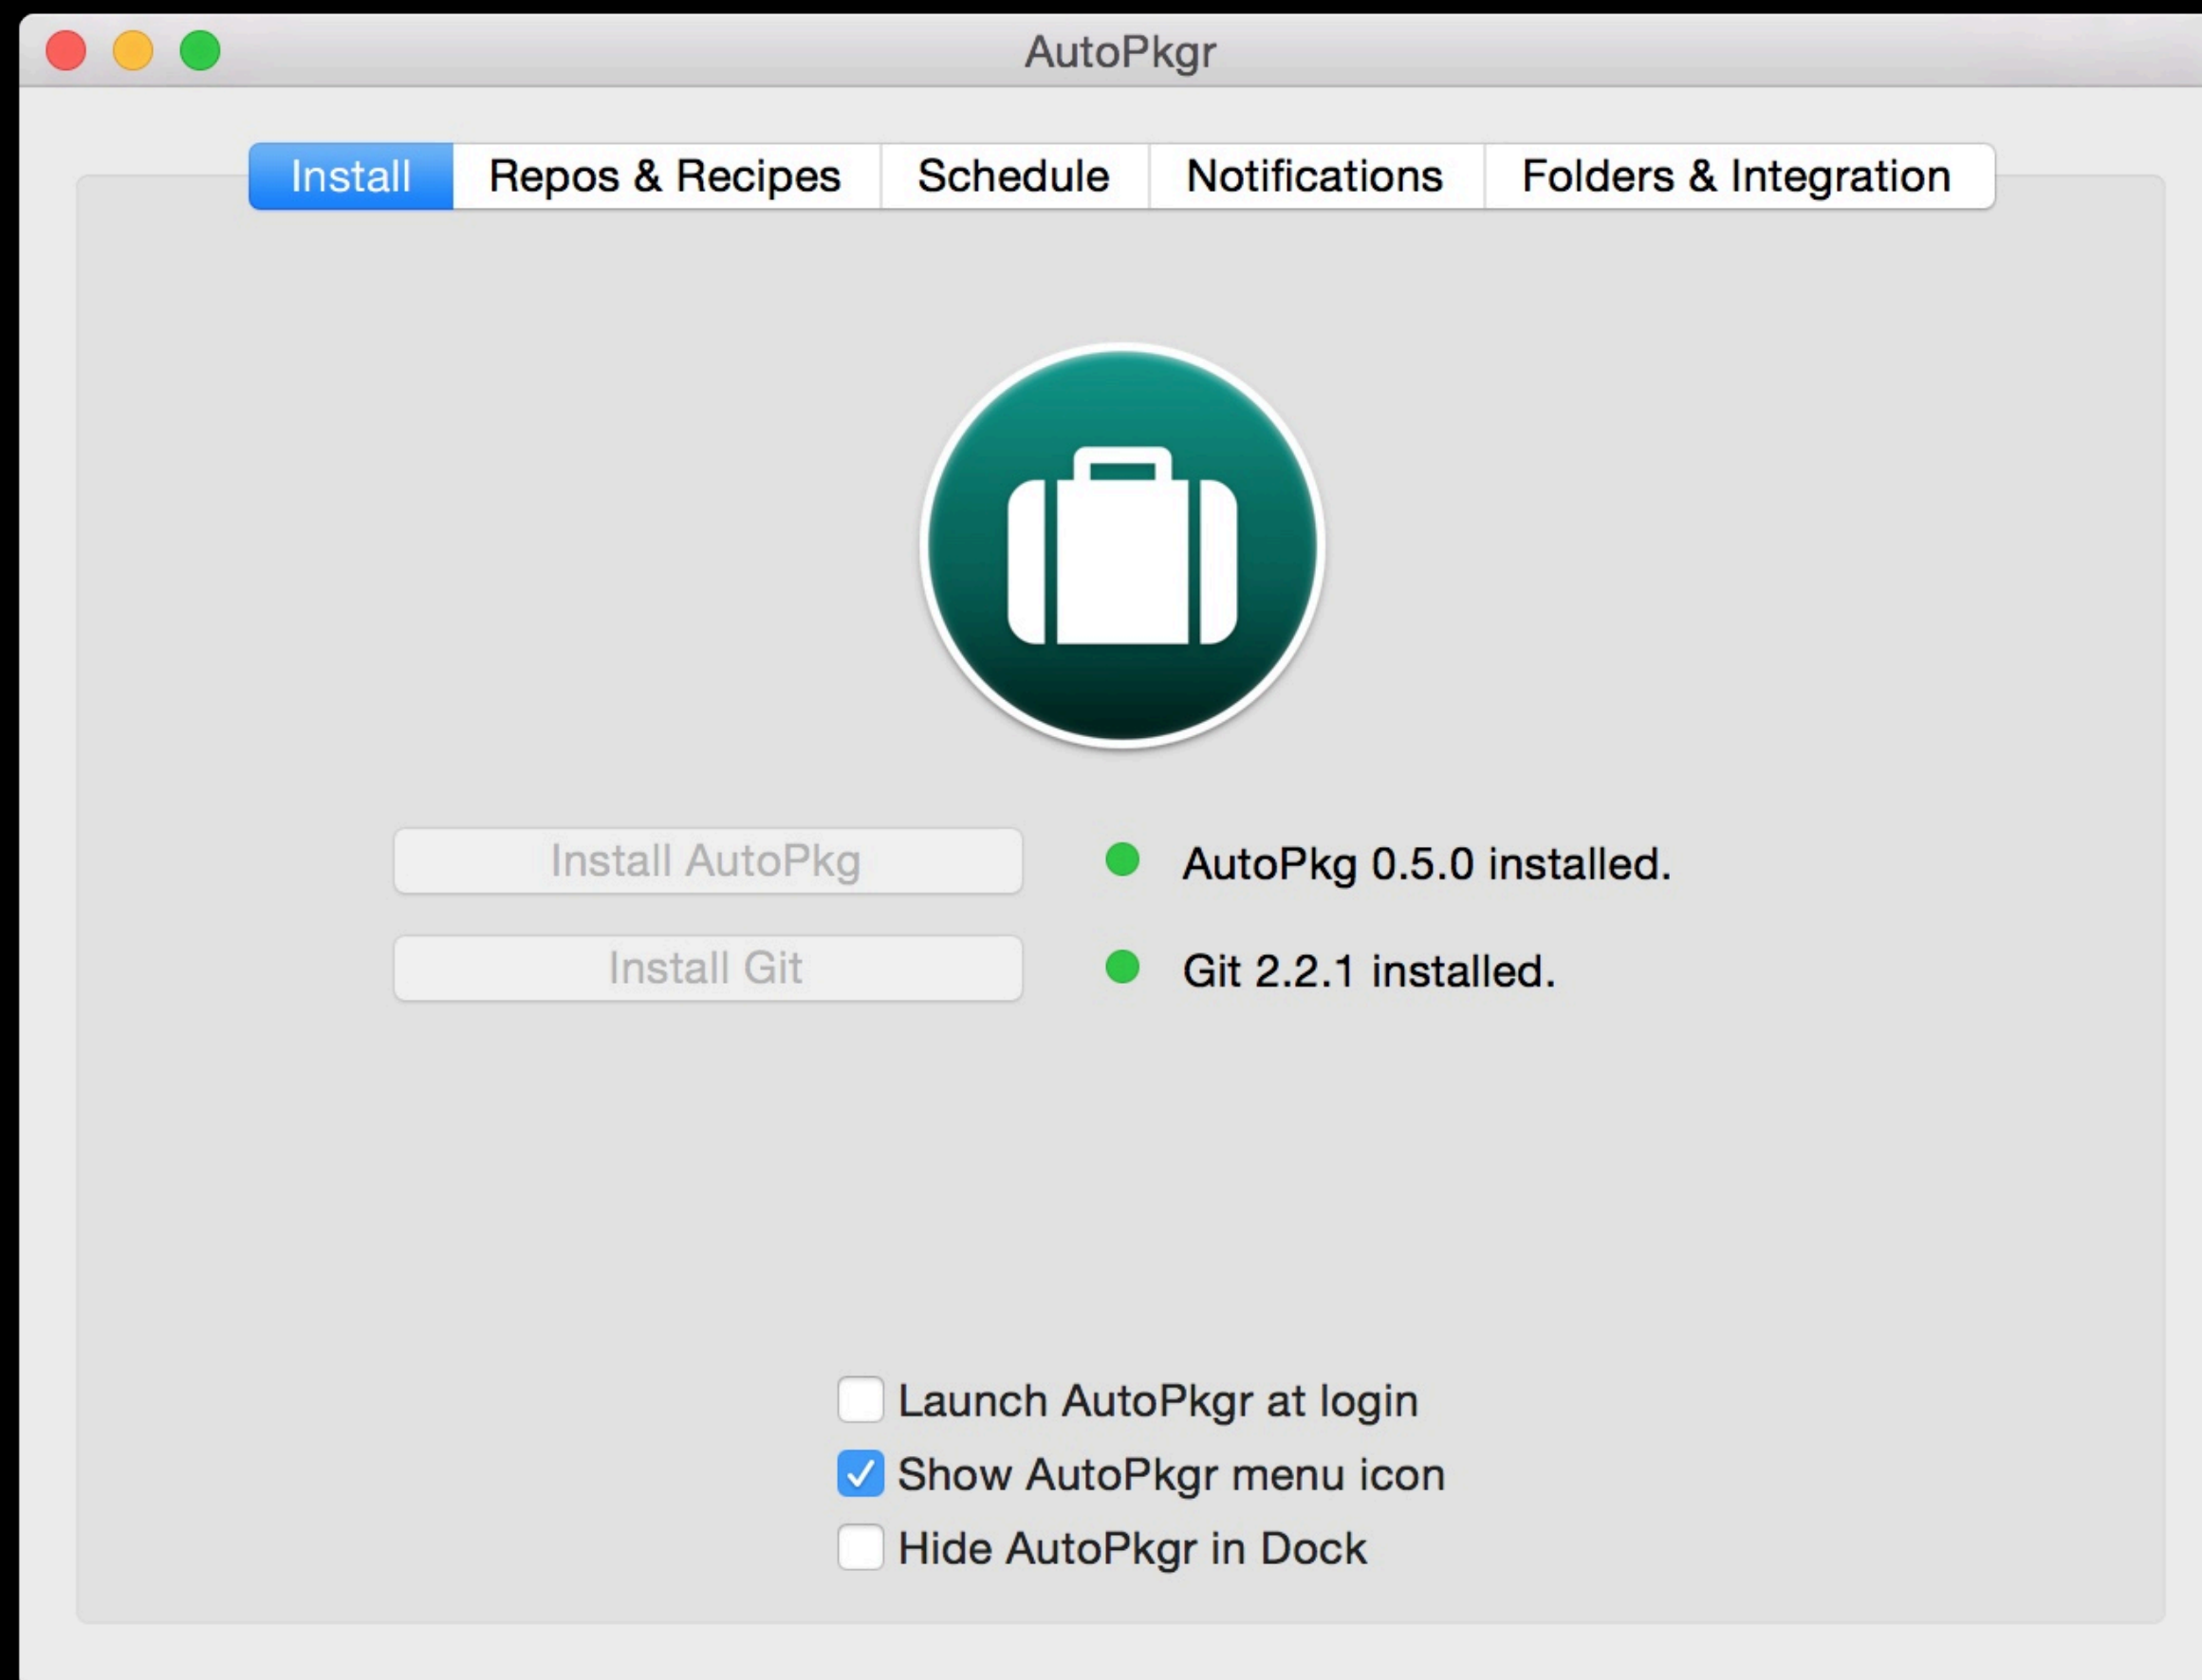 AutoPkgr
Install Repos & Recipes Schedule Notifications Folders & Integration
Install AutoPkg AutoPkg 0.5.0 installed.
Install Git Git 2.2.1 installed.
Launch AutoPkgr at login
Show AutoPkgr menu icon
Hide AutoPkgr in Dock